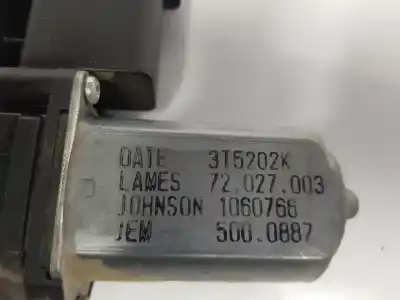 DATE 3T5202K
LAMES 72.027.003
JOHNSON 1060766
JEM 500.0887